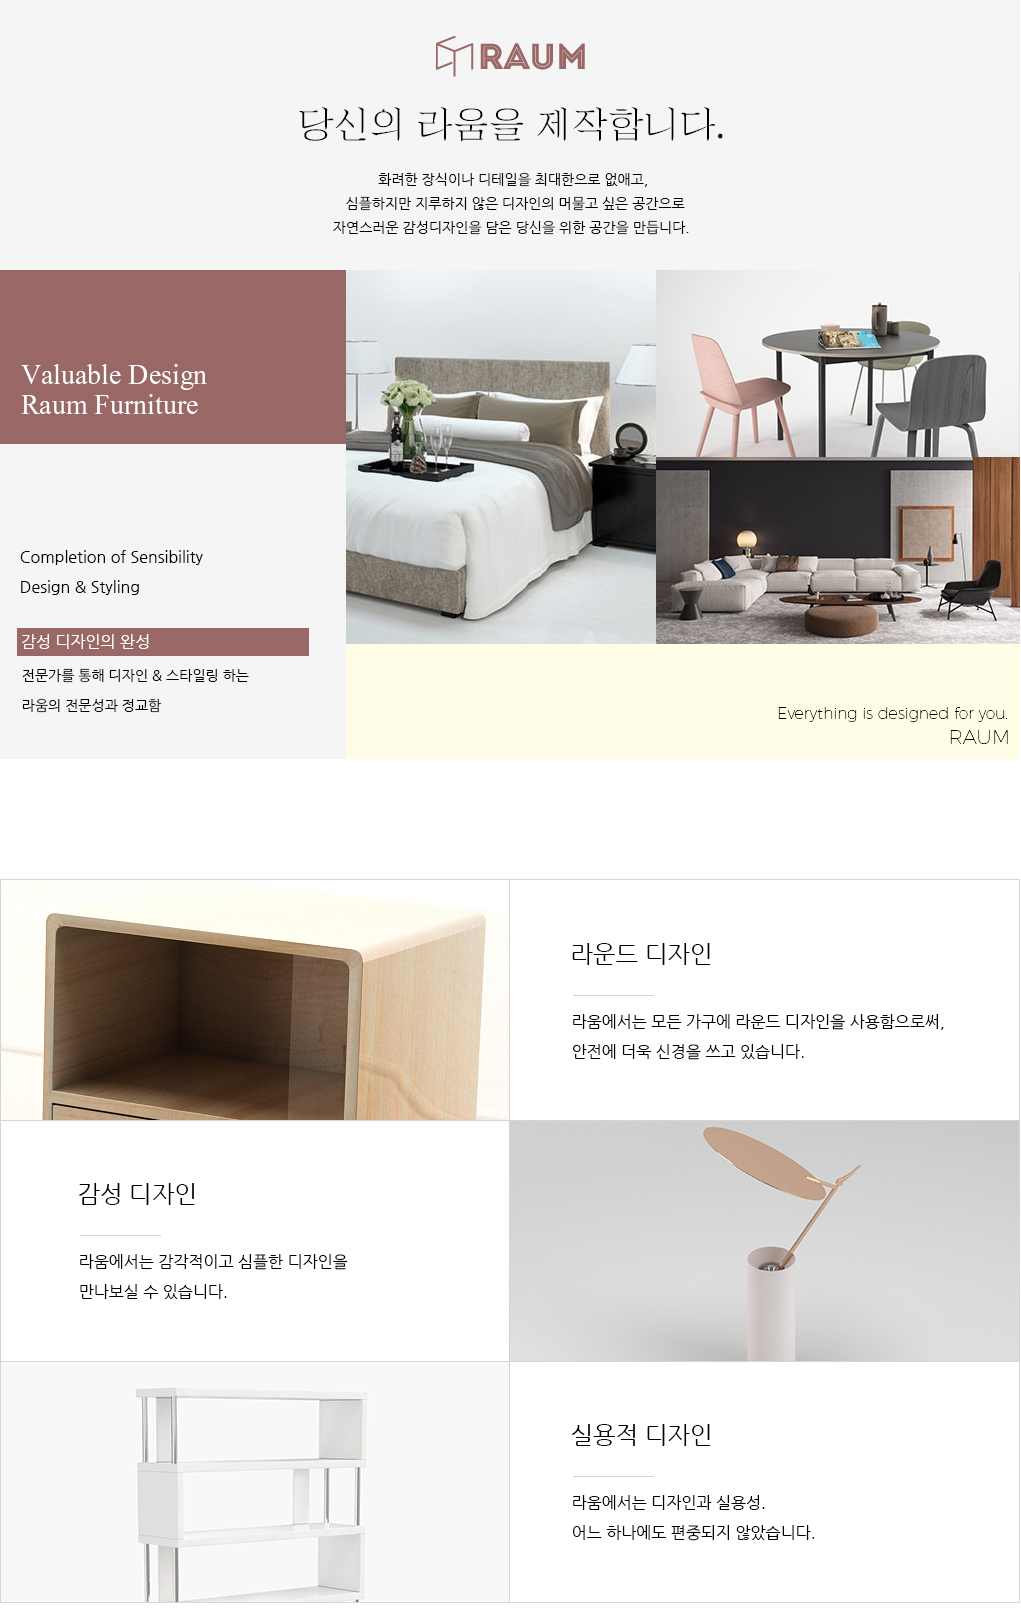 RAUM
당신의 라움을 제작합니다.
화려한 장식이나 디테일을 최대한으로 없애고,
심플하지만 지루하지 않은 디자인의 머물고 싶은 공간으로
자연스러운 감성디자인을 담은 당신을 위한 공간을 만듭니다.
Valuable Design
Raum Furniture
Completion of Sensibility
Design & Styling
감성 디자인의 완성
전문가를 통해 디자인 & 스타일링 하는
라움의 전문성과 정교함
Everything is designed for you.
RAUM
라운드 디자인
라움에서는 모든 가구에 라운드 디자인을 사용함으로써,
안전에 더욱 신경을 쓰고 있습니다.
감성 디자인
라움에서는 감각적이고 심플한 디자인을
만나보실 수 있습니다.
실용적 디자인
라움에서는 디자인과 실용성.
어느 하나에도 편중되지 않았습니다.